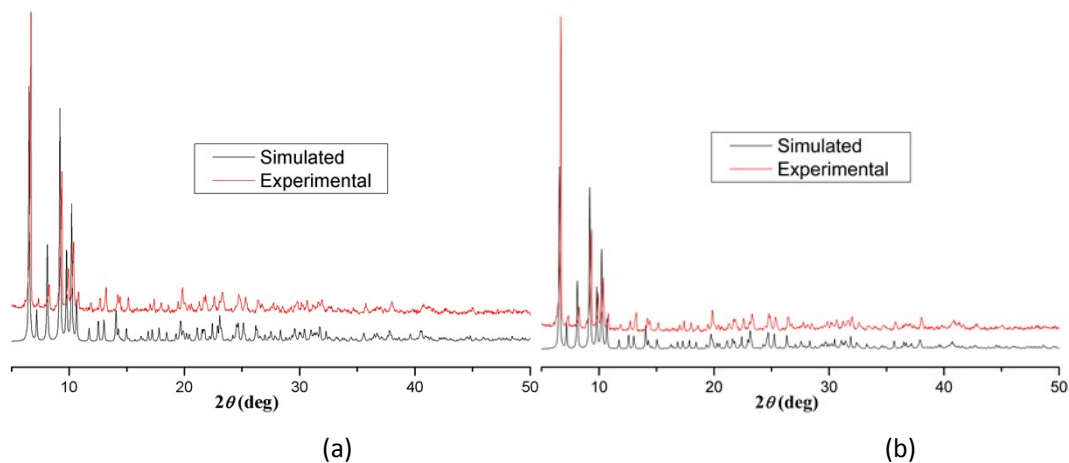 Simulated
Experimental
10 20 30 40 50
2θ (deg)
(a)
Simulated
Experimental
10 20 30 40 50
2θ (deg)
(b)